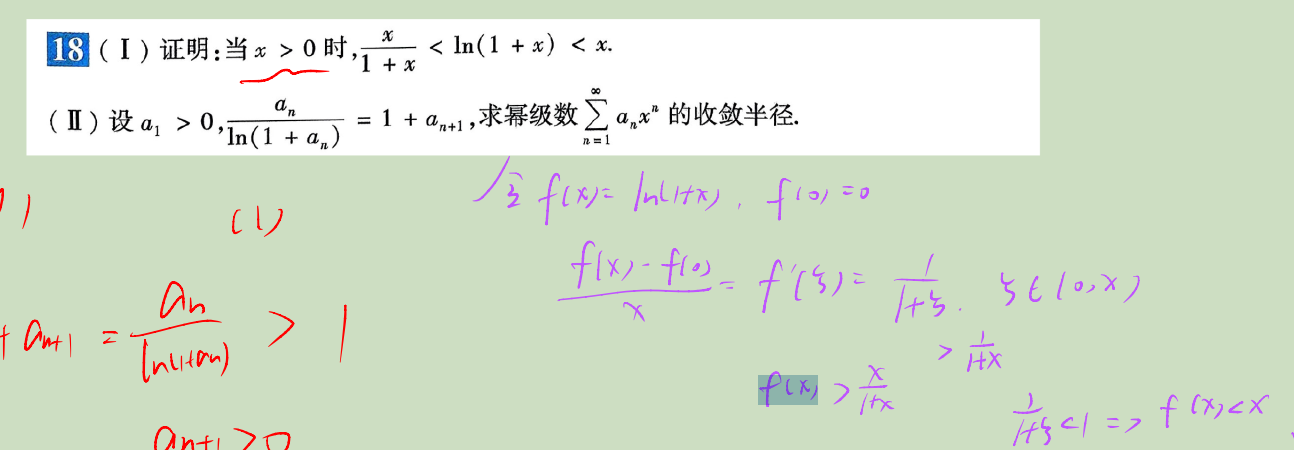 18 (Ⅰ) 证明:当 x > 0 时, x/(1 + x) < ln(1 + x) < x.
(Ⅱ) 设 a₁ > 0, aₙ/ln(1 + aₙ) = 1 + aₙ₊₁, 求幂级数 ∑_{n=1}^{∞} aₙxⁿ 的收敛半径.
令 f(x) = ln(1+x), f(0) = 0
(f(x) - f(0))/x = f'(ξ) = 1/(1+ξ). ξ∈(0,x)
> 1/(1+x)
f(x) > x/(1+x)
1/(1+ξ) < 1 => f(x) < x
)
(1)
+ aₙ₊₁ = aₙ/ln(1+aₙ) > 1
aₙ₊₁ > 0